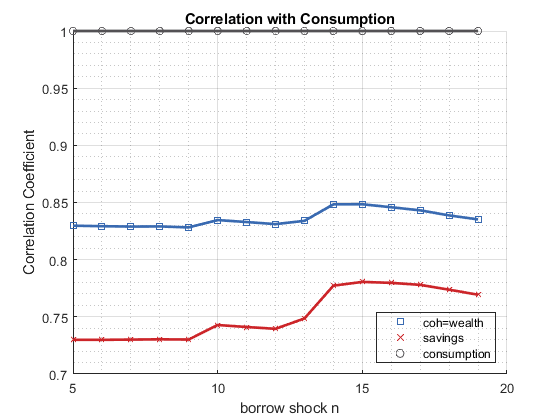 Correlation with Consumption
1
0.95
0.9
0.85
0.8
0.75
0.7
Correlation Coefficient
coh=wealth
savings
consumption
5
10
15
20
borrow shock n